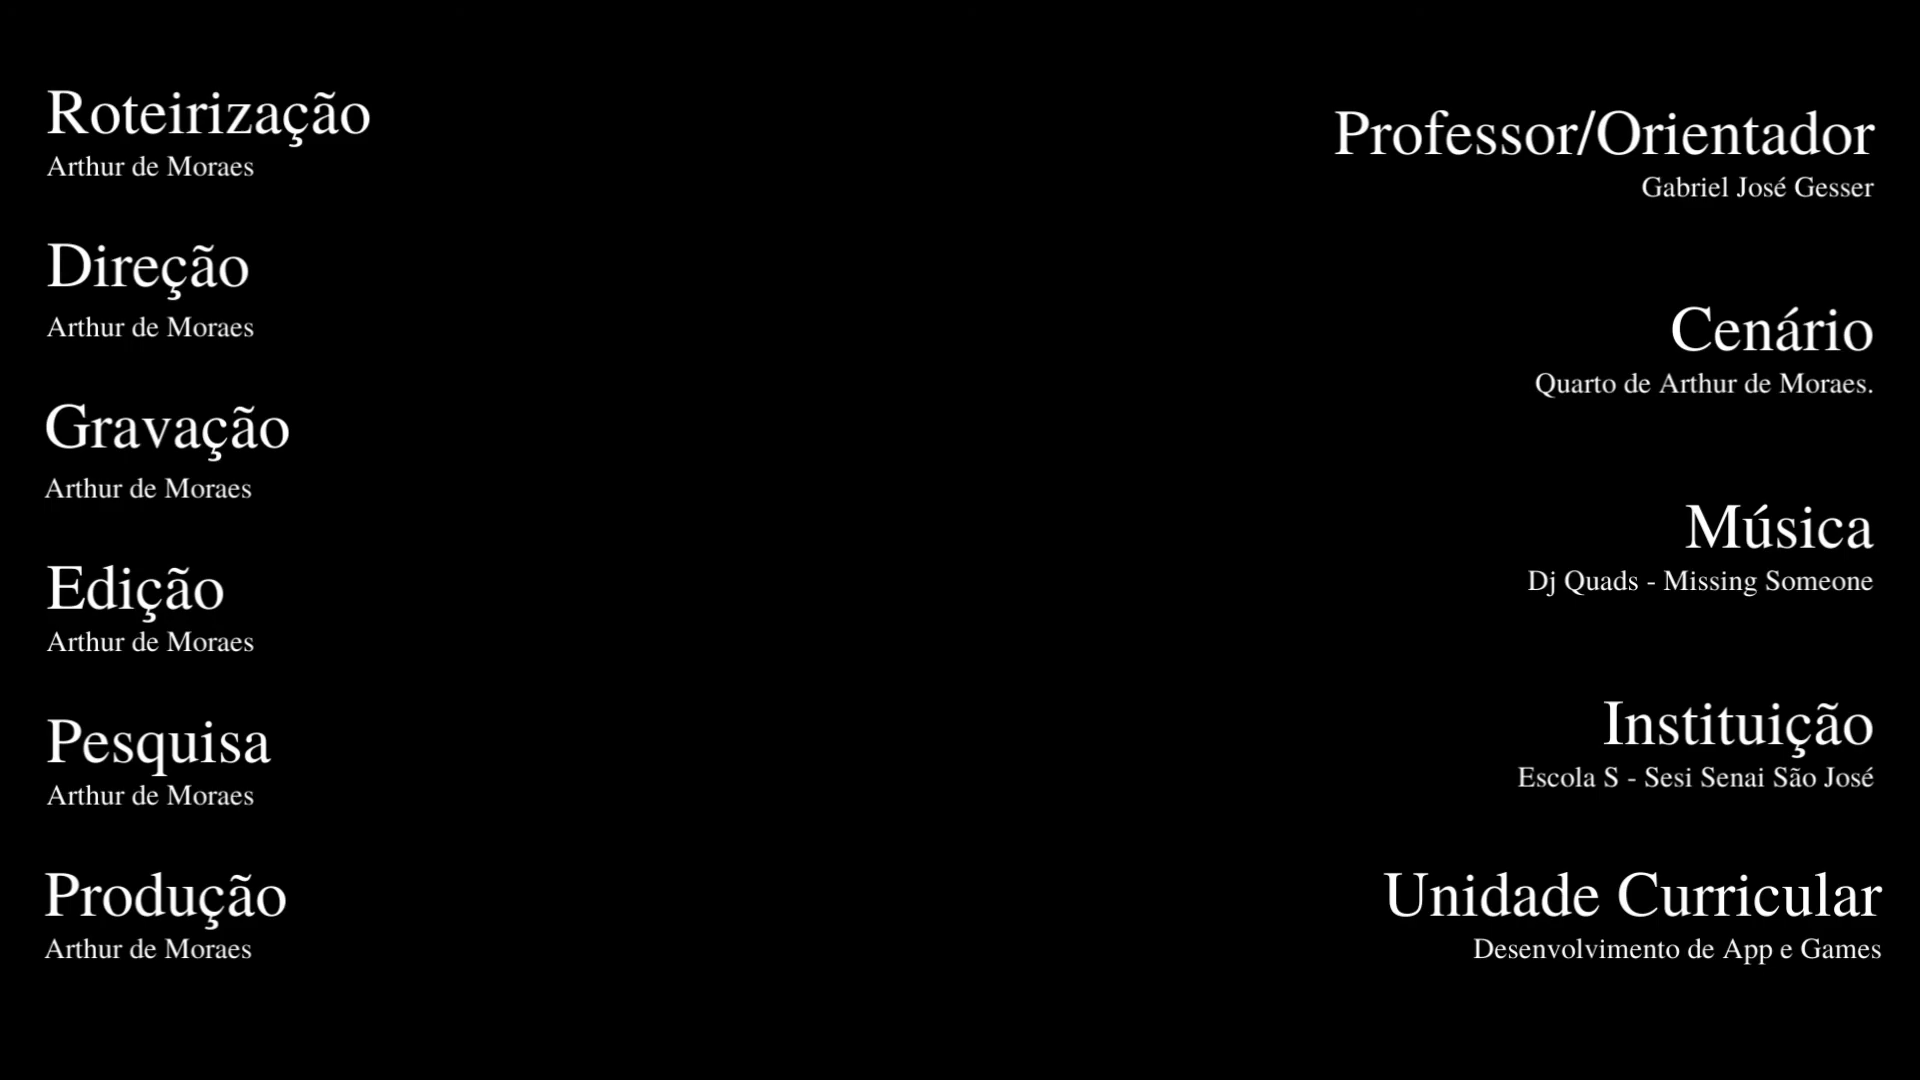 Roteirização
Arthur de Moraes
Direção
Arthur de Moraes
Gravação
Arthur de Moraes
Edição
Arthur de Moraes
Pesquisa
Arthur de Moraes
Produção
Arthur de Moraes
Professor/Orientador
Gabriel José Gesser
Cenário
Quarto de Arthur de Moraes.
Música
Dj Quads - Missing Someone
Instituição
Escola S - Sesi Senai São José
Unidade Curricular
Desenvolvimento de App e Games